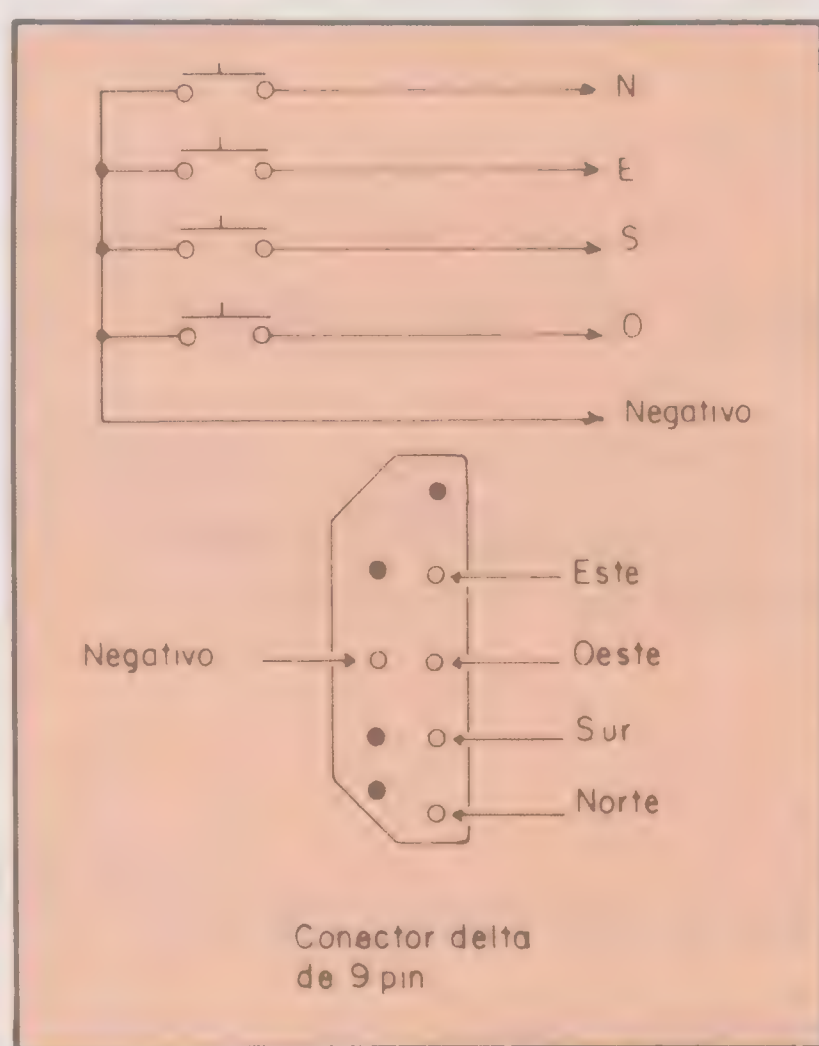 N
E
S
O
Negativo
Este
Negativo
Oeste
Sur
Norte
Conector delta
de 9 pin